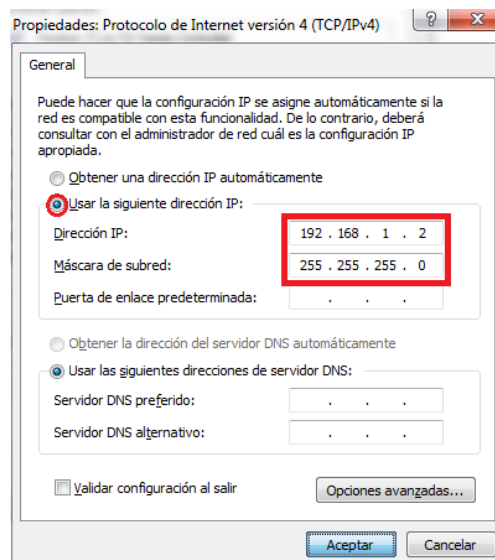 Propiedades: Protocolo de Internet versión 4 (TCP/IPv4)
General
Puede hacer que la configuración IP se asigne automáticamente si la
red es compatible con esta funcionalidad. De lo contrario, deberá
consultar con el administrador de red cuál es la configuración IP
apropiada.
Obtener una dirección IP automáticamente
Usar la siguiente dirección IP:
Dirección IP: 192 . 168 . 1 . 2
Máscara de subred: 255 . 255 . 255 . 0
Puerta de enlace predeterminada: . . .
Obtener la dirección del servidor DNS automáticamente
Usar las siguientes direcciones de servidor DNS:
Servidor DNS preferido: . . .
Servidor DNS alternativo: . . .
Validar configuración al salir
Opciones avanzadas...
Aceptar Cancelar